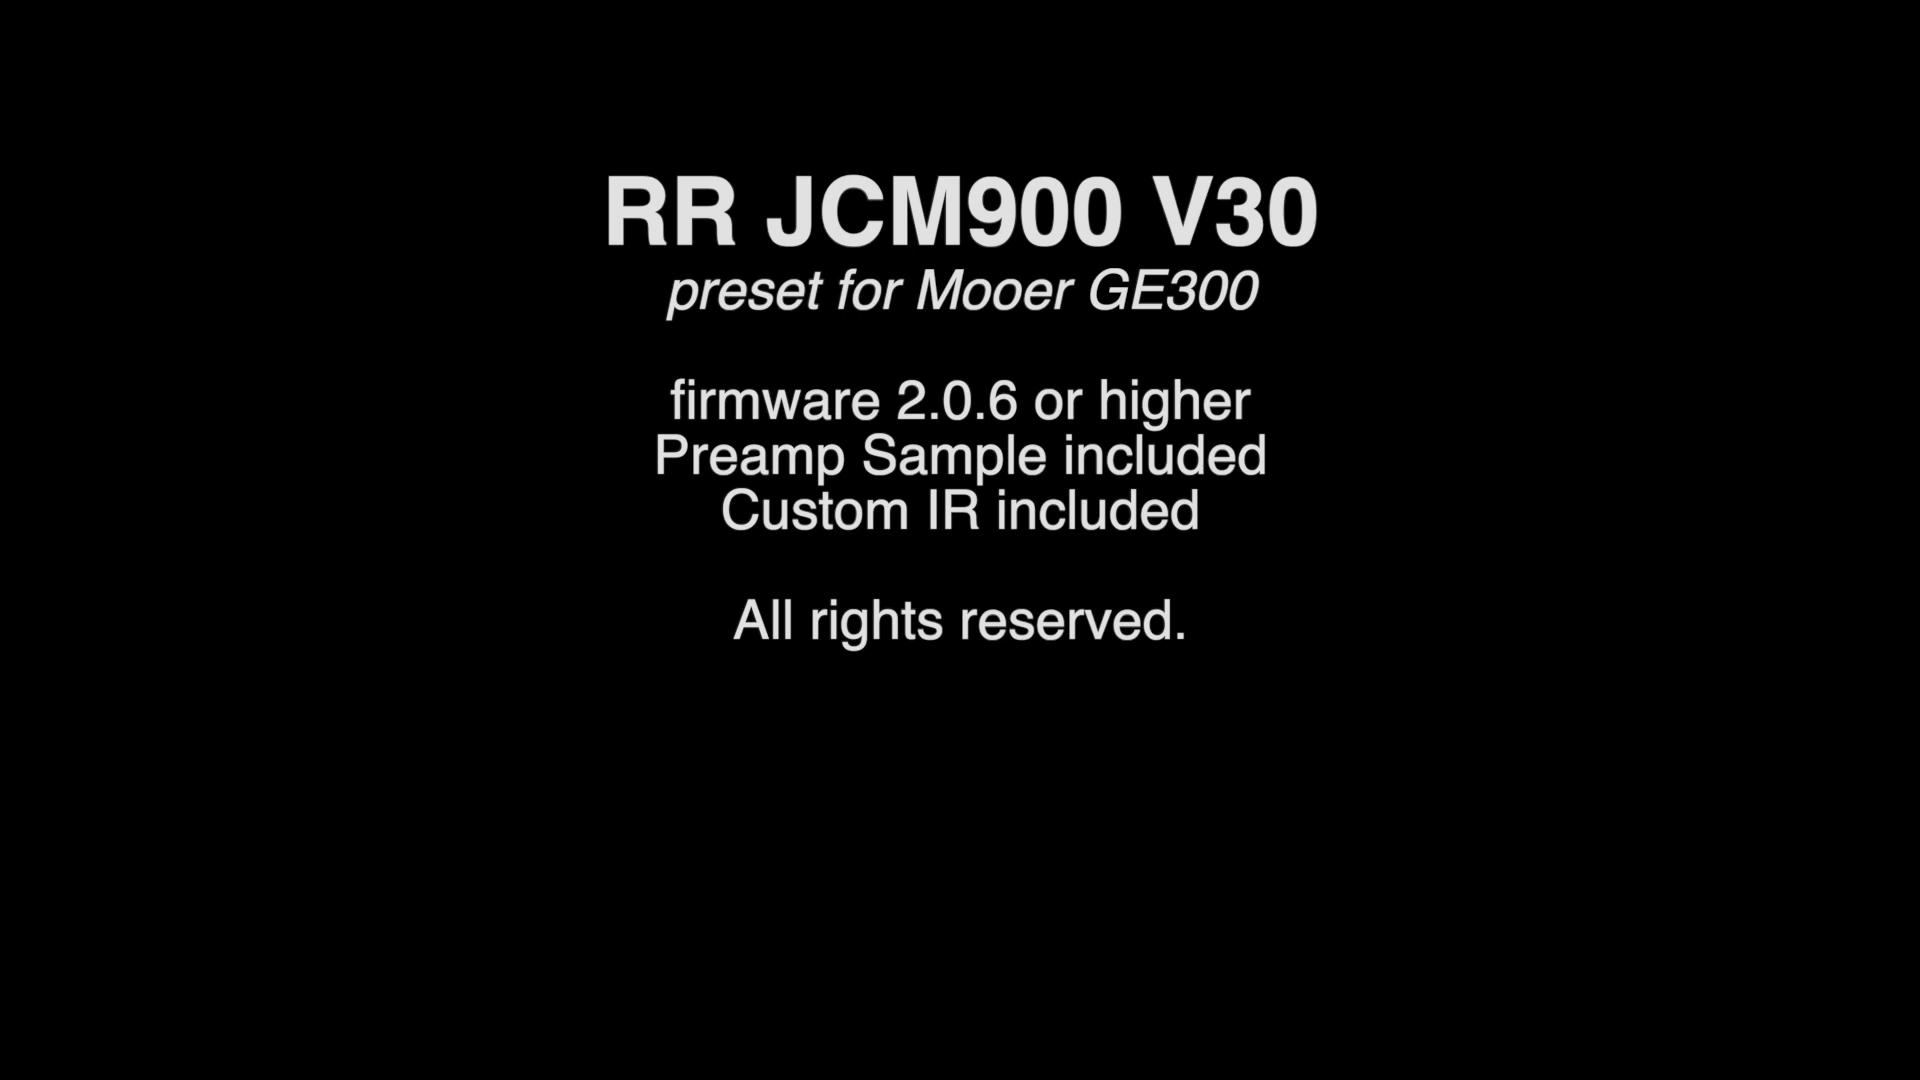 RR JCM900 V30
preset for Mooer GE300
firmware 2.0.6 or higher
Preamp Sample included
Custom IR included
All rights reserved.